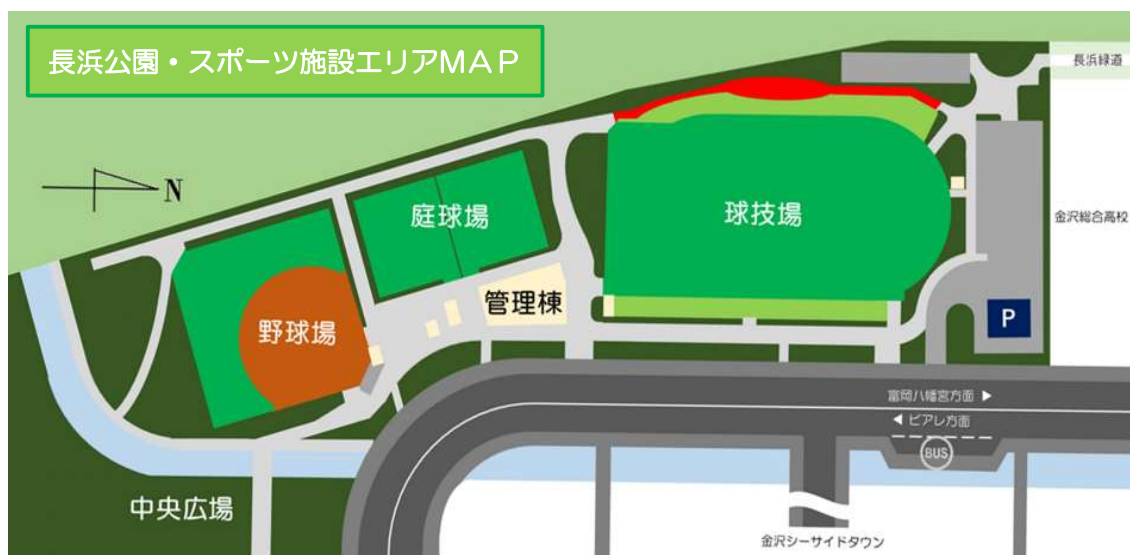 長浜公園・スポーツ施設エリアMAP
長浜緑道
N
庭球場
球技場
金沢総合高校
管理棟
野球場
P
富岡八幡宮方面 ▶
◀ ピアレ方面
BUS
中央広場
金沢シーサイドタウン